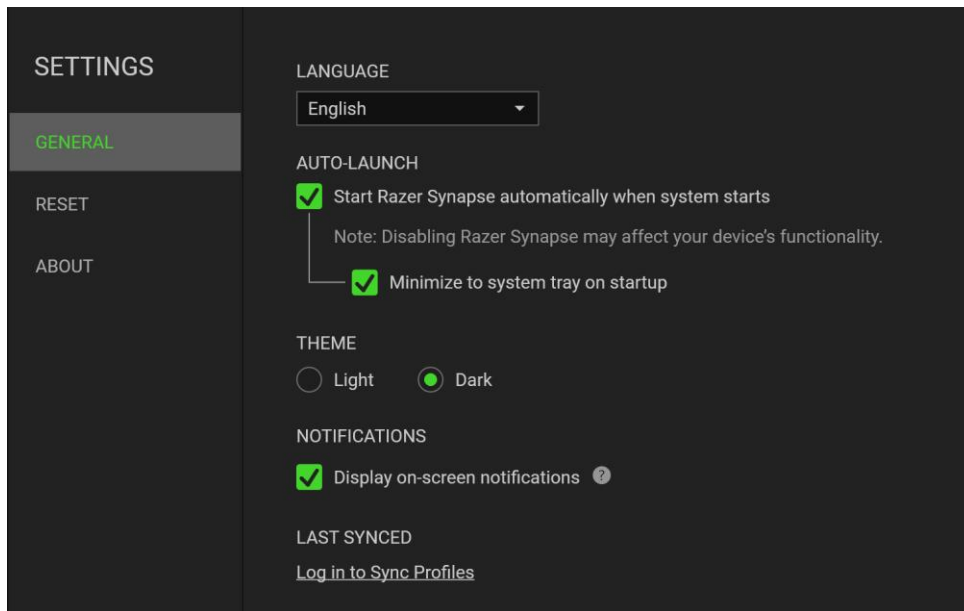 SETTINGS
GENERAL
RESET
ABOUT
LANGUAGE
English
AUTO-LAUNCH
Start Razer Synapse automatically when system starts
Note: Disabling Razer Synapse may affect your device’s functionality.
Minimize to system tray on startup
THEME
Light
Dark
NOTIFICATIONS
Display on-screen notifications ?
LAST SYNCED
Log in to Sync Profiles